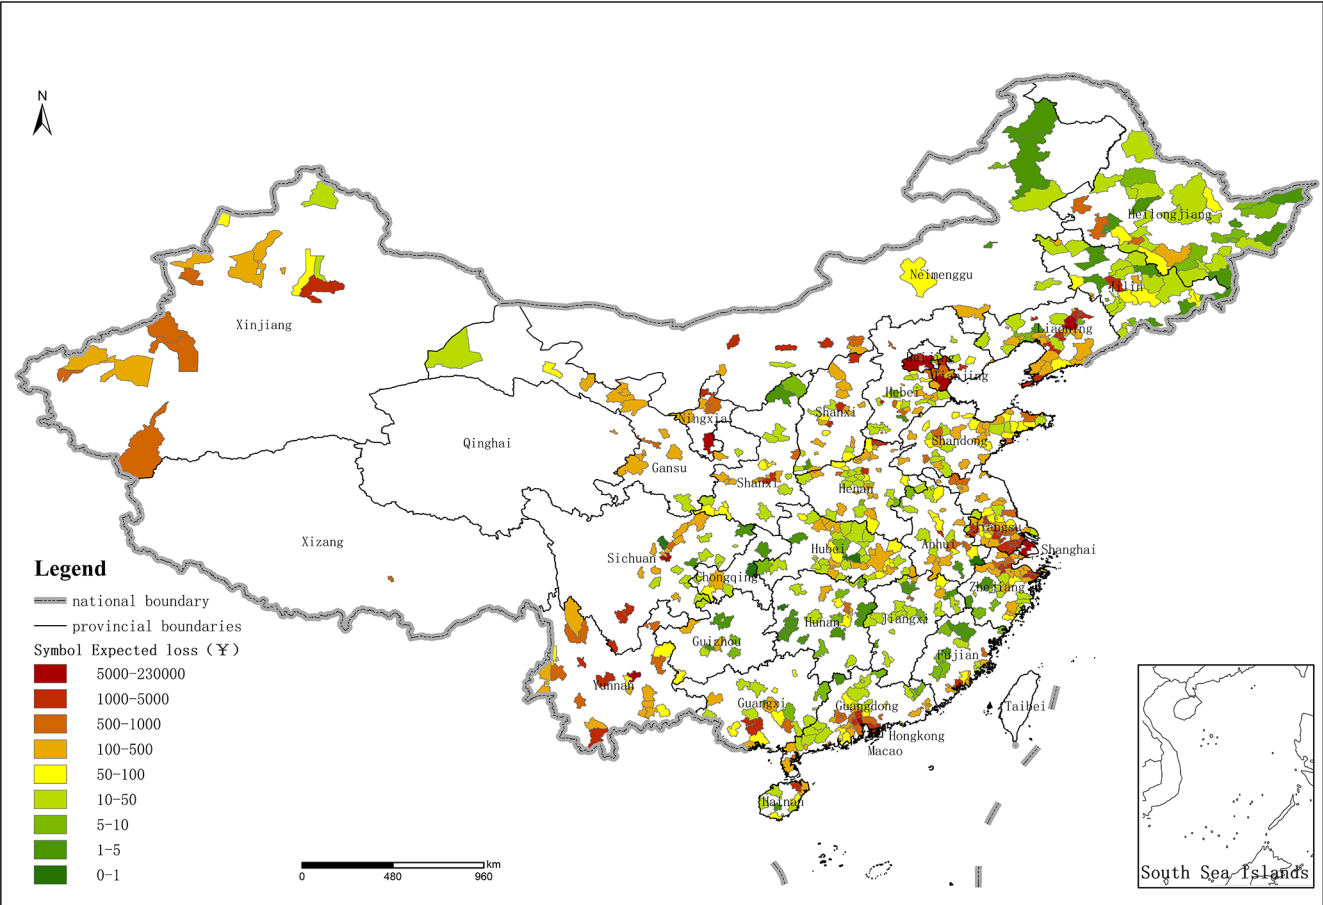 N
Heilongjiang
Neimenggu
Jilin
Xinjiang
Liaoning
Beijing
Tianjing
Hebei
Shanxi
Ningxia
Qinghai
Shandong
Gansu
Shanxi
Henan
Jiangsu
Xizang
Anhui
Shanghai
Sichuan
Hubei
Chongqing
Zhejiang
Hunan
Jiangxi
Guizhou
Fujian
Yunnan
Guangxi
Guangdong
Taibei
Hongkong
Macao
Hainan
Legend
national boundary
provincial boundaries
Symbol Expected loss（￥）
5000-230000
1000-5000
500-1000
100-500
50-100
10-50
5-10
1-5
0-1
km
0 480 960
South Sea Islands